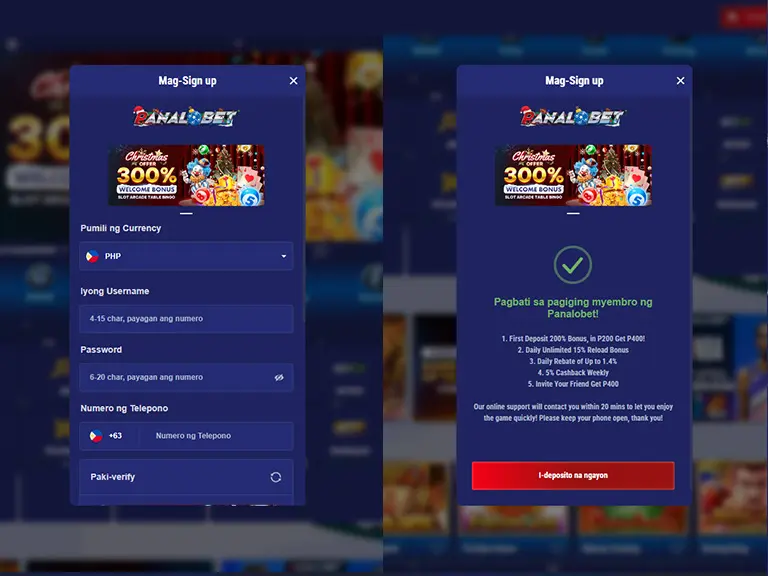 Mag-Sign up
PANALOBET
Christmas
OFFER
300%
WELCOME BONUS
SLOT ARCADE TABLE BINGO
Pumili ng Currency
PHP
Iyong Username
4-15 char, payagan ang numero
Password
6-20 char, payagan ang numero
Numero ng Telepono
+63 Numero ng Telepono
Paki-verify
Mag-Sign up
PANALOBET
Christmas
OFFER
300%
WELCOME BONUS
SLOT ARCADE TABLE BINGO
Pagbati sa pagiging myembro ng
Panalobet!
1. First Deposit 200% Bonus, in P200 Get P400!
2. Daily Unlimited 15% Reload Bonus
3. Daily Rebate of Up to 1.4%
4. 5% Cashback Weekly
5. Invite Your Friend Get P400
Our online support will contact you within 20 mins to let you enjoy
the game quickly! Please keep your phone open, thank you!
I-deposito na ngayon